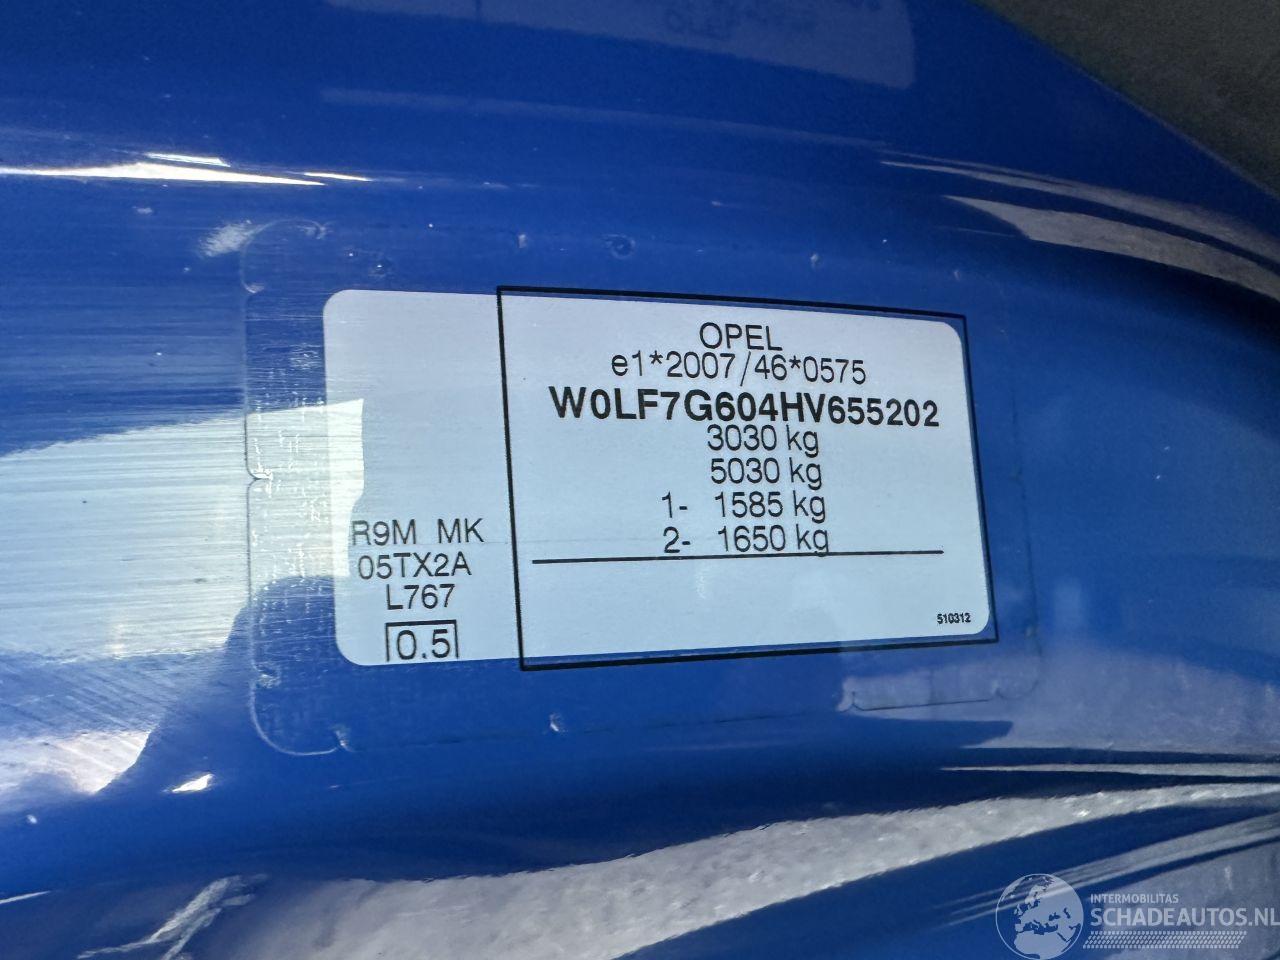 OPEL
e1*2007/46*0575
W0LF7G604HV655202
3030 kg
5030 kg
1- 1585 kg
2- 1650 kg
R9M MK
05TX2A
L767
0.5
510312
INTERMOBILITAS
SCHADEAUTOS.NL